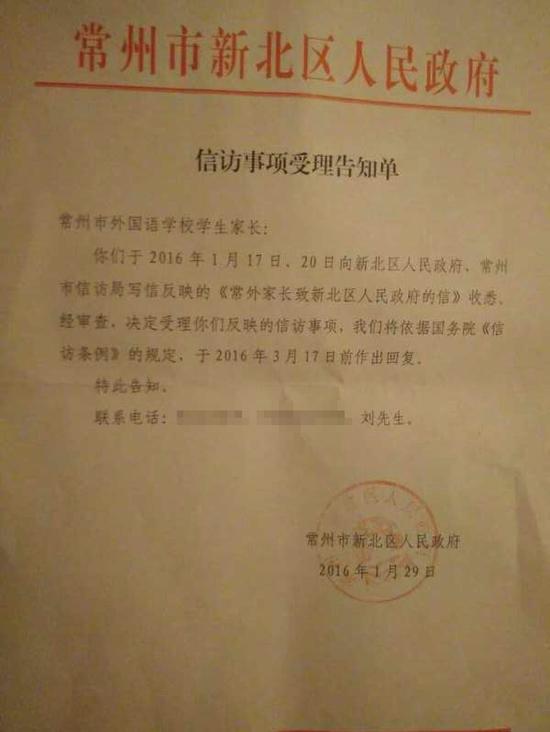 常州市新北区人民政府
信访事项受理告知单
常州市外国语学校学生家长：
你们于 2016 年 1 月 17 日、20 日向新北区人民政府、常州
市信访局写信反映的《常外家长致新北区人民政府的信》收悉、
经审查，决定受理你们反映的信访事项，我们将依据国务院《信
访条例》的规定，于 2016 年 3 月 17 日前作出回复。
特此告知。
联系电话： 刘先生。
常州市新北区人民政府
2016 年 1 月 29 日